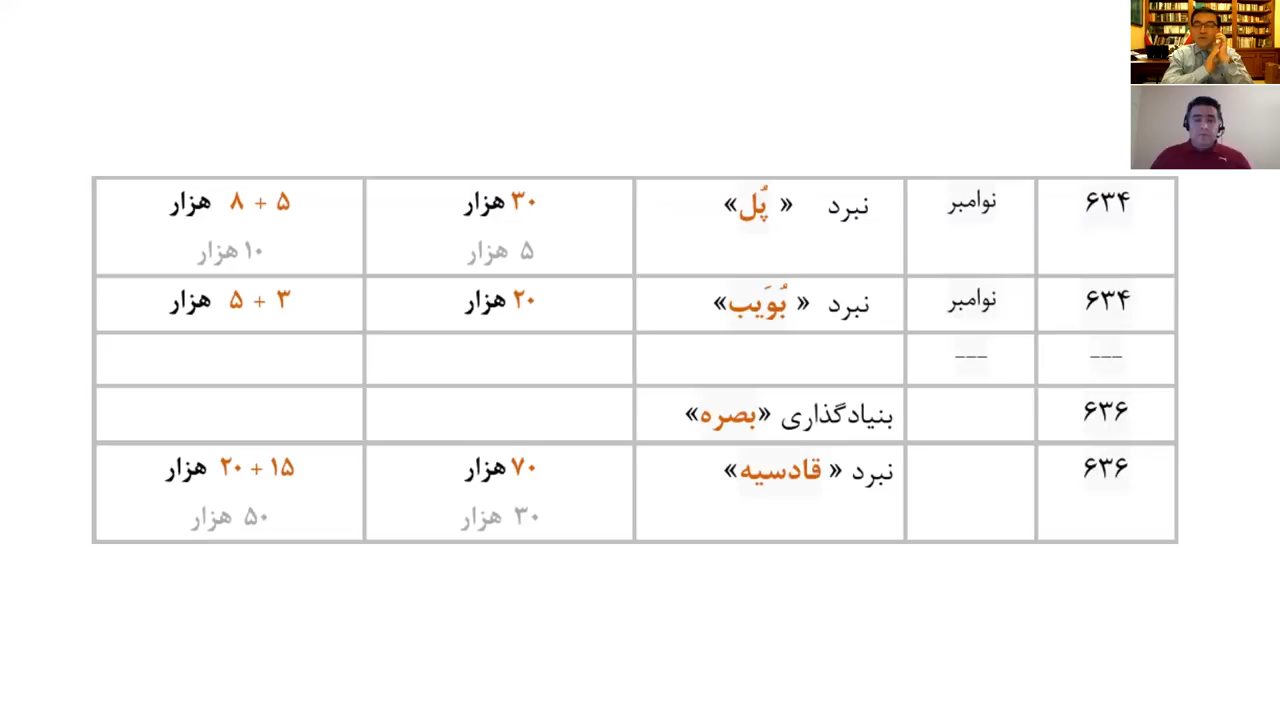 ۶۳۴ نوامبر نبرد « پُل» ۳۰ هزار ۵ + ۸ هزار
۵ هزار ۱۰ هزار
۶۳۴ نوامبر نبرد « بُوَیب» ۲۰ هزار ۳ + ۵ هزار
--- ---
۶۳۶ بنیادگذاری «بصره»
۶۳۶ نبرد « قادسیه» ۷۰ هزار ۱۵ + ۲۰ هزار
۳۰ هزار ۵۰ هزار